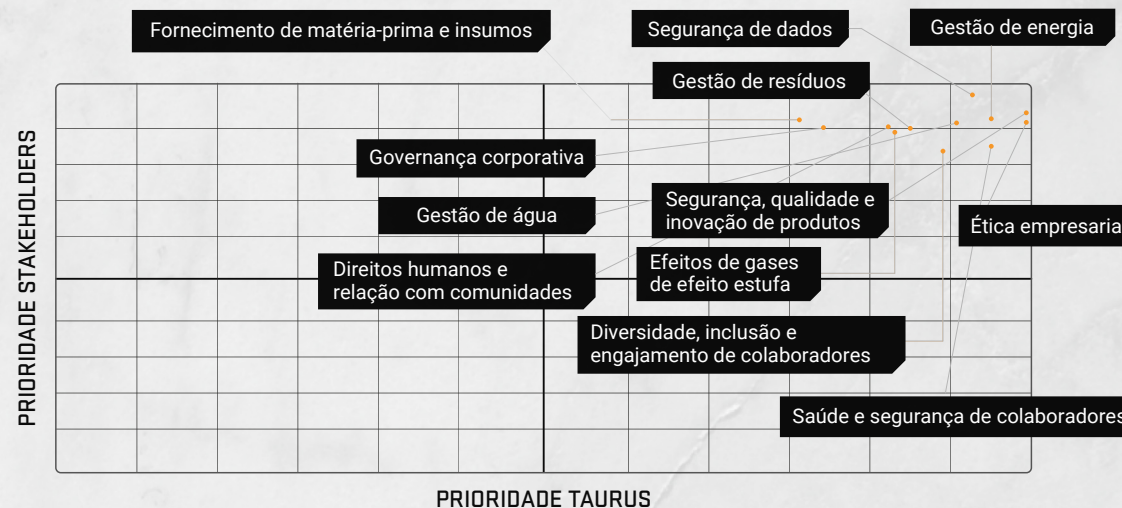 Fornecimento de matéria-prima e insumos
Segurança de dados
Gestão de energia
Gestão de resíduos
Governança corporativa
Gestão de água
Segurança, qualidade e
inovação de produtos
Ética empresaria
Direitos humanos e
relação com comunidades
Efeitos de gases
de efeito estufa
Diversidade, inclusão e
engajamento de colaboradores
Saúde e segurança de colaboradores
PRIORIDADE STAKEHOLDERS
PRIORIDADE TAURUS